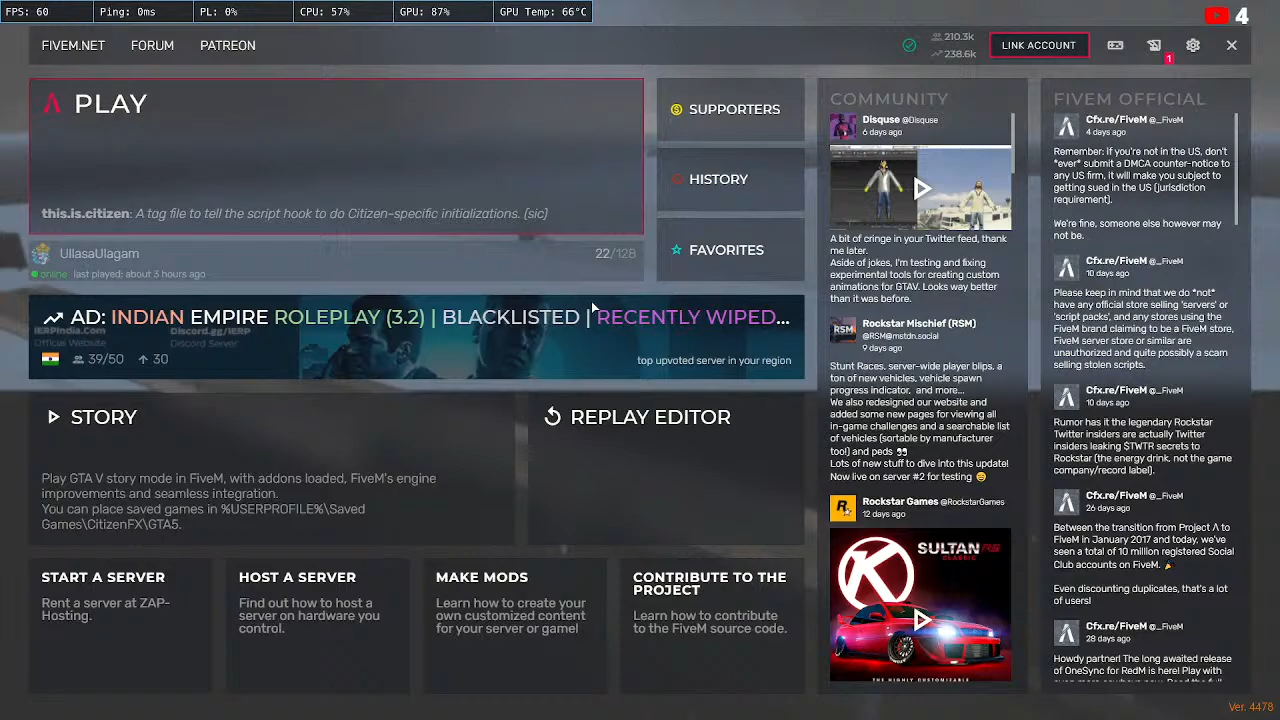 FPS: 60 Ping: 0ms PL: 0% CPU: 57% GPU: 87% GPU Temp: 66°C
4
FIVEM.NET FORUM PATREON
210.3k
238.6k
LINK ACCOUNT
1
PLAY
this.is.citizen: A tag file to tell the script hook to do Citizen-specific initializations. (sic)
UllasaUlagam 22/128
online last played: about 3 hours ago
SUPPORTERS
HISTORY
FAVORITES
AD: INDIAN EMPIRE ROLEPLAY (3.2) | BLACKLISTED | RECENTLY WIPED...
IERPIndia.Com Discord.gg/IERP
Official Website Discord Server
39/50 30
top upvoted server in your region
STORY
Play GTA V story mode in FiveM, with addons loaded, FiveM's engine
improvements and seamless integration.
You can place saved games in %USERPROFILE%\Saved
Games\CitizenFX\GTA5.
REPLAY EDITOR
START A SERVER
Rent a server at ZAP-
Hosting.
HOST A SERVER
Find out how to host a
server on hardware you
control.
MAKE MODS
Learn how to create your
own customized content
for your server or game!
CONTRIBUTE TO THE
PROJECT
Learn how to contribute
to the FiveM source code.
COMMUNITY
Disquse @Disquse
6 days ago
A bit of cringe in your Twitter feed, thank
me later.
Aside of jokes, I'm testing and fixing
experimental tools for creating custom
animations for GTAV. Looks way better
than it was before.
RSM
Rockstar Mischief (RSM)
@RSM@mstdn.social
9 days ago
Stunt Races, server-wide player blips, a
ton of new vehicles, vehicle spawn
progress indicator, and more...
We also redesigned our website and
added some new pages for viewing all
in-game challenges and a searchable list
of vehicles (sortable by manufacturer
too!) and peds 👀
Lots of new stuff to dive into this update!
Now live on server #2 for testing 😄
Rockstar Games @RockstarGames
12 days ago
K
SULTAN RS
CLASSIC
THE HIGHLY CUSTOMIZABLE
FIVEM OFFICIAL
Cfx.re/FiveM @_FiveM
4 days ago
Remember: if you're not in the US, don't
*ever* submit a DMCA counter-notice to
any US firm, it will make you subject to
getting sued in the US (jurisdiction
requirement).
We're fine, someone else however may
not be.
Cfx.re/FiveM @_FiveM
10 days ago
Please keep in mind that we do *not*
have any official store selling 'servers' or
'script packs', and any stores using the
FiveM brand claiming to be a FiveM store,
FiveM server store or similar are
unauthorized and quite possibly a scam
selling stolen scripts.
Cfx.re/FiveM @_FiveM
10 days ago
Rumor has it the legendary Rockstar
Twitter insiders are actually Twitter
insiders leaking $TWTR secrets to
Rockstar (the energy drink, not the game
company/record label).
Cfx.re/FiveM @_FiveM
26 days ago
Between the transition from Project Λ to
FiveM in January 2017 and today, we've
seen a total of 10 million registered Social
Club accounts on FiveM. 🎉
Even discounting duplicates, that's a lot
of users!
Cfx.re/FiveM @_FiveM
28 days ago
Howdy partner! The long awaited release
of OneSync for RedM is here! Play with
Ver. 4478